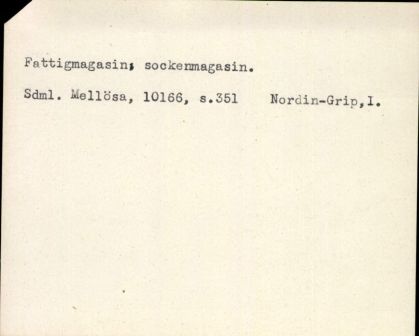 Fattigmagasin, sockenmagasin.
Sdml. Mellösa, 10166, s.351 Nordin-Grip,I.